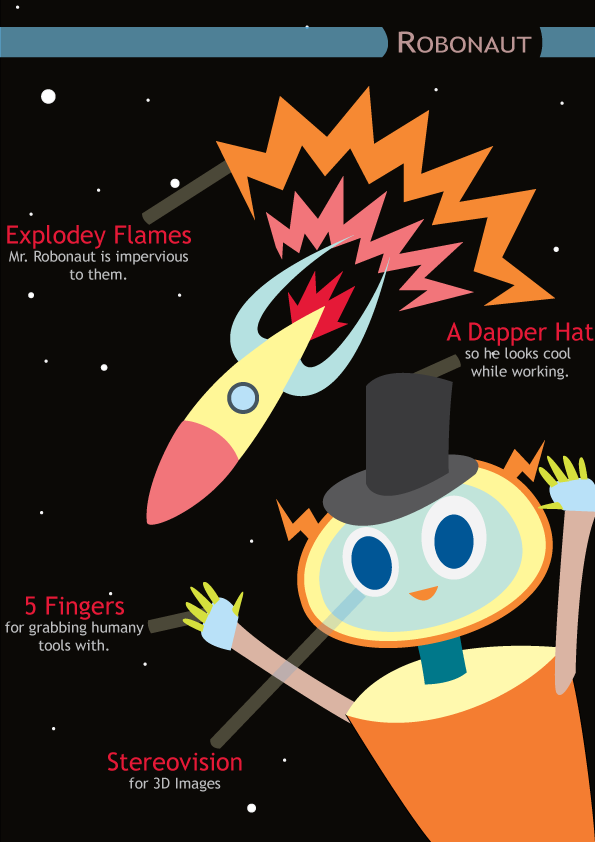 Robonaut
Explodey Flames
Mr. Robonaut is impervious
to them.
A Dapper Hat
so he looks cool
while working.
5 Fingers
for grabbing humany
tools with.
Stereovision
for 3D Images